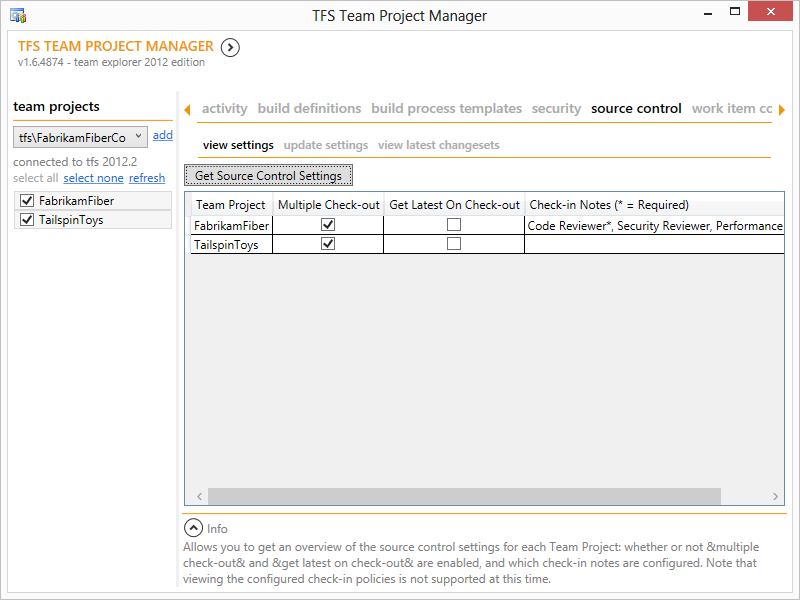 TFS Team Project Manager
TFS TEAM PROJECT MANAGER
v1.6.4874 - team explorer 2012 edition
team projects
tfs\FabrikamFiberCo add
connected to tfs 2012.2
select all select none refresh
FabrikamFiber
TailspinToys
activity build definitions build process templates security source control work item cc
view settings update settings view latest changesets
Get Source Control Settings
Team Project Multiple Check-out Get Latest On Check-out Check-in Notes (* = Required)
FabrikamFiber Code Reviewer*, Security Reviewer, Performance
TailspinToys
Info
Allows you to get an overview of the source control settings for each Team Project: whether or not &multiple
check-out& and &get latest on check-out& are enabled, and which check-in notes are configured. Note that
viewing the configured check-in policies is not supported at this time.